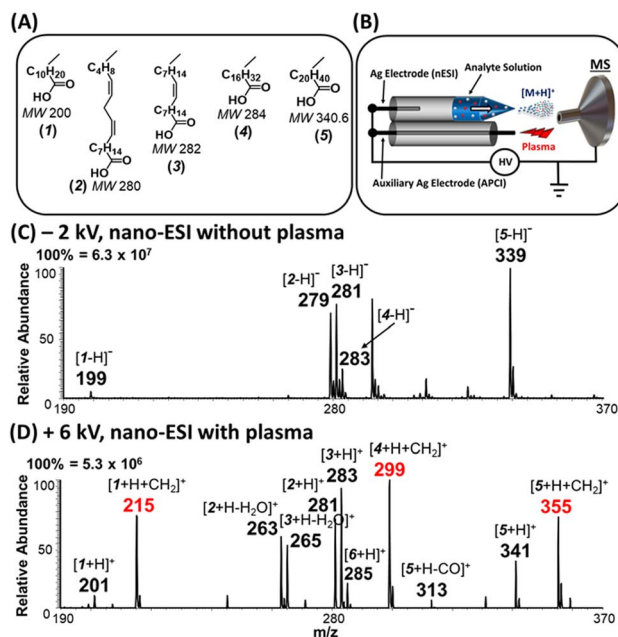 (A)
C10H20
O
HO
MW 200
(1)
C4H8
C7H14
O
HO
(2) MW 280
C7H14
C7H14
O
HO
MW 282
(3)
C16H32
O
HO
MW 284
(4)
C20H40
O
HO
MW 340.6
(5)
(B)
MS
Ag Electrode (nESI)
Analyte Solution
[M+H]+
Plasma
HV
Auxiliary Ag Electrode (APCI)
(C) – 2 kV, nano-ESI without plasma
100% = 6.3 x 10^7
Relative Abundance
100
50
0
[1-H]-
199
[2-H]-
279
[3-H]-
281
[4-H]-
283
[5-H]-
339
190
280
370
(D) + 6 kV, nano-ESI with plasma
100% = 5.3 x 10^6
Relative Abundance
100
50
0
[1+H]+
201
[1+H+CH2]+
215
[2+H-H2O]+
263
[3+H-H2O]+
265
[2+H]+
281
[3+H]+
283
[6+H]+
285
[4+H+CH2]+
299
[5+H-CO]+
313
[5+H]+
341
[5+H+CH2]+
355
190
280
370
m/z